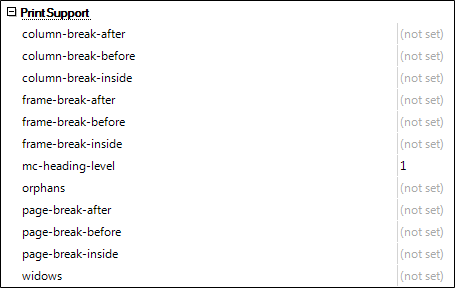 PrintSupport
column-break-after (not set)
column-break-before (not set)
column-break-inside (not set)
frame-break-after (not set)
frame-break-before (not set)
frame-break-inside (not set)
mc-heading-level 1
orphans (not set)
page-break-after (not set)
page-break-before (not set)
page-break-inside (not set)
widows (not set)